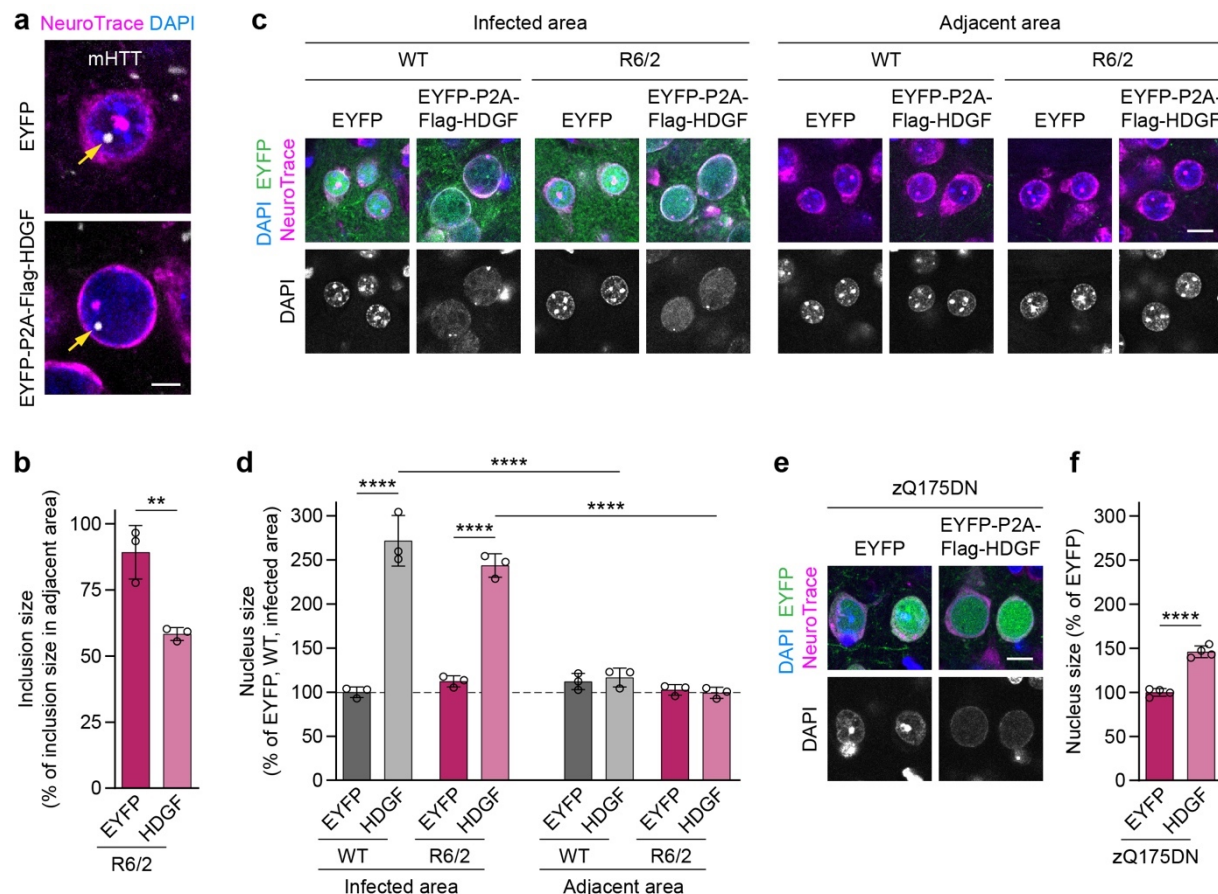 a
NeuroTrace DAPI
mHTT
EYFP
EYFP-P2A-Flag-HDGF
c
Infected area
Adjacent area
WT
R6/2
WT
R6/2
EYFP
EYFP-P2A-
Flag-HDGF
EYFP
EYFP-P2A-
Flag-HDGF
EYFP
EYFP-P2A-
Flag-HDGF
EYFP
EYFP-P2A-
Flag-HDGF
DAPI EYFP
NeuroTrace
DAPI
b
Inclusion size
(% of inclusion size in adjacent area)
100
75
50
25
0
**
EYFP
HDGF
R6/2
d
Nucleus size
(% of EYFP, WT, infected area)
300
250
200
150
100
50
0
****
****
****
****
EYFP
HDGF
EYFP
HDGF
EYFP
HDGF
EYFP
HDGF
WT
R6/2
WT
R6/2
Infected area
Adjacent area
e
zQ175DN
EYFP
EYFP-P2A-
Flag-HDGF
DAPI EYFP
NeuroTrace
DAPI
f
Nucleus size (% of EYFP)
300
250
200
150
100
50
0
****
EYFP
HDGF
zQ175DN